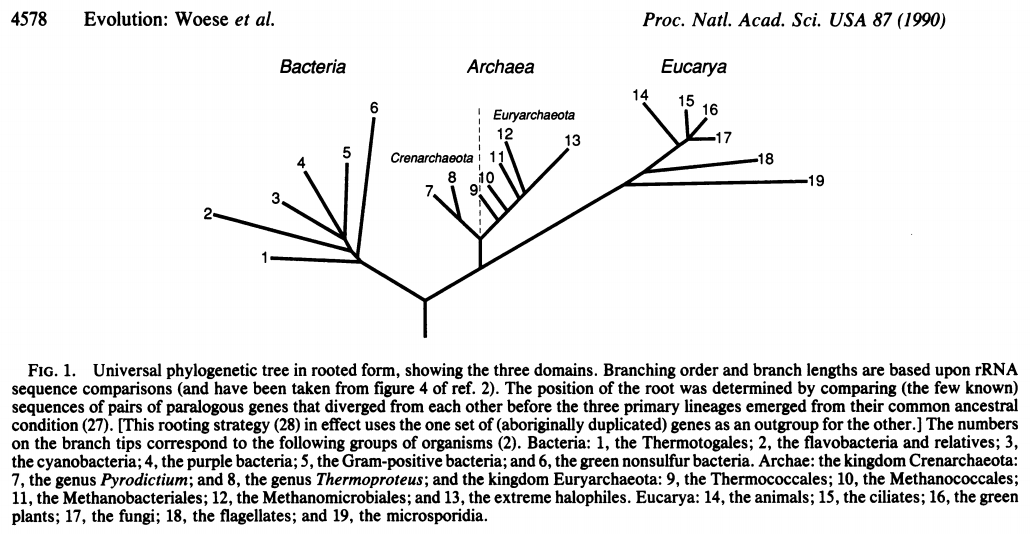 4578 Evolution: Woese et al. Proc. Natl. Acad. Sci. USA 87 (1990)
Bacteria Archaea Eucarya
14 15 16
6 Euryarchaeota
12 13 17
5 Crenarchaeota 11 18
4 8 10 19
3 7 9
2
1
FIG. 1. Universal phylogenetic tree in rooted form, showing the three domains. Branching order and branch lengths are based upon rRNA
sequence comparisons (and have been taken from figure 4 of ref. 2). The position of the root was determined by comparing (the few known)
sequences of pairs of paralogous genes that diverged from each other before the three primary lineages emerged from their common ancestral
condition (27). [This rooting strategy (28) in effect uses the one set of (aboriginally duplicated) genes as an outgroup for the other.] The numbers
on the branch tips correspond to the following groups of organisms (2). Bacteria: 1, the Thermotogales; 2, the flavobacteria and relatives; 3,
the cyanobacteria; 4, the purple bacteria; 5, the Gram-positive bacteria; and 6, the green nonsulfur bacteria. Archae: the kingdom Crenarchaeota:
7, the genus Pyrodictium; and 8, the genus Thermoproteus; and the kingdom Euryarchaeota: 9, the Thermococcales; 10, the Methanococcales;
11, the Methanobacteriales; 12, the Methanomicrobiales; and 13, the extreme halophiles. Eucarya: 14, the animals; 15, the ciliates; 16, the green
plants; 17, the fungi; 18, the flagellates; and 19, the microsporidia.